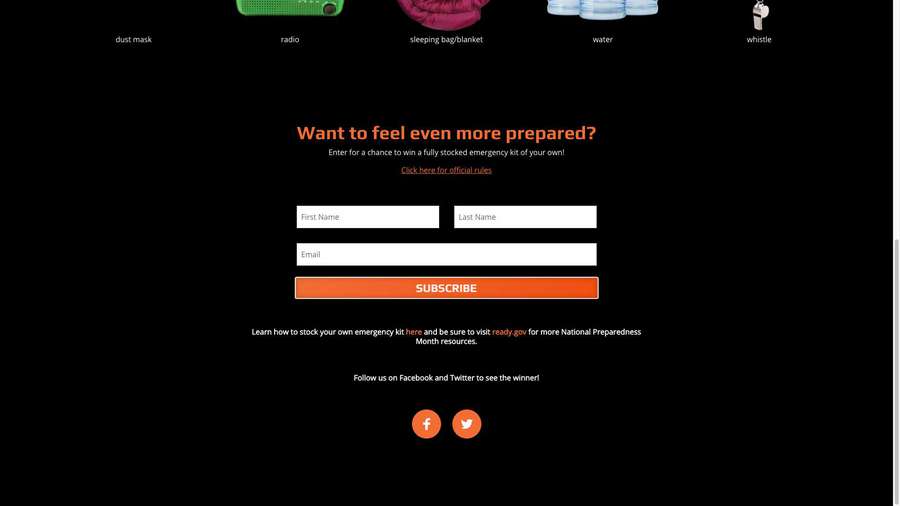 dust mask
radio
sleeping bag/blanket
water
whistle
Want to feel even more prepared?
Enter for a chance to win a fully stocked emergency kit of your own!
Click here for official rules
First Name
Last Name
Email
SUBSCRIBE
Learn how to stock your own emergency kit here and be sure to visit ready.gov for more National Preparedness
Month resources.
Follow us on Facebook and Twitter to see the winner!